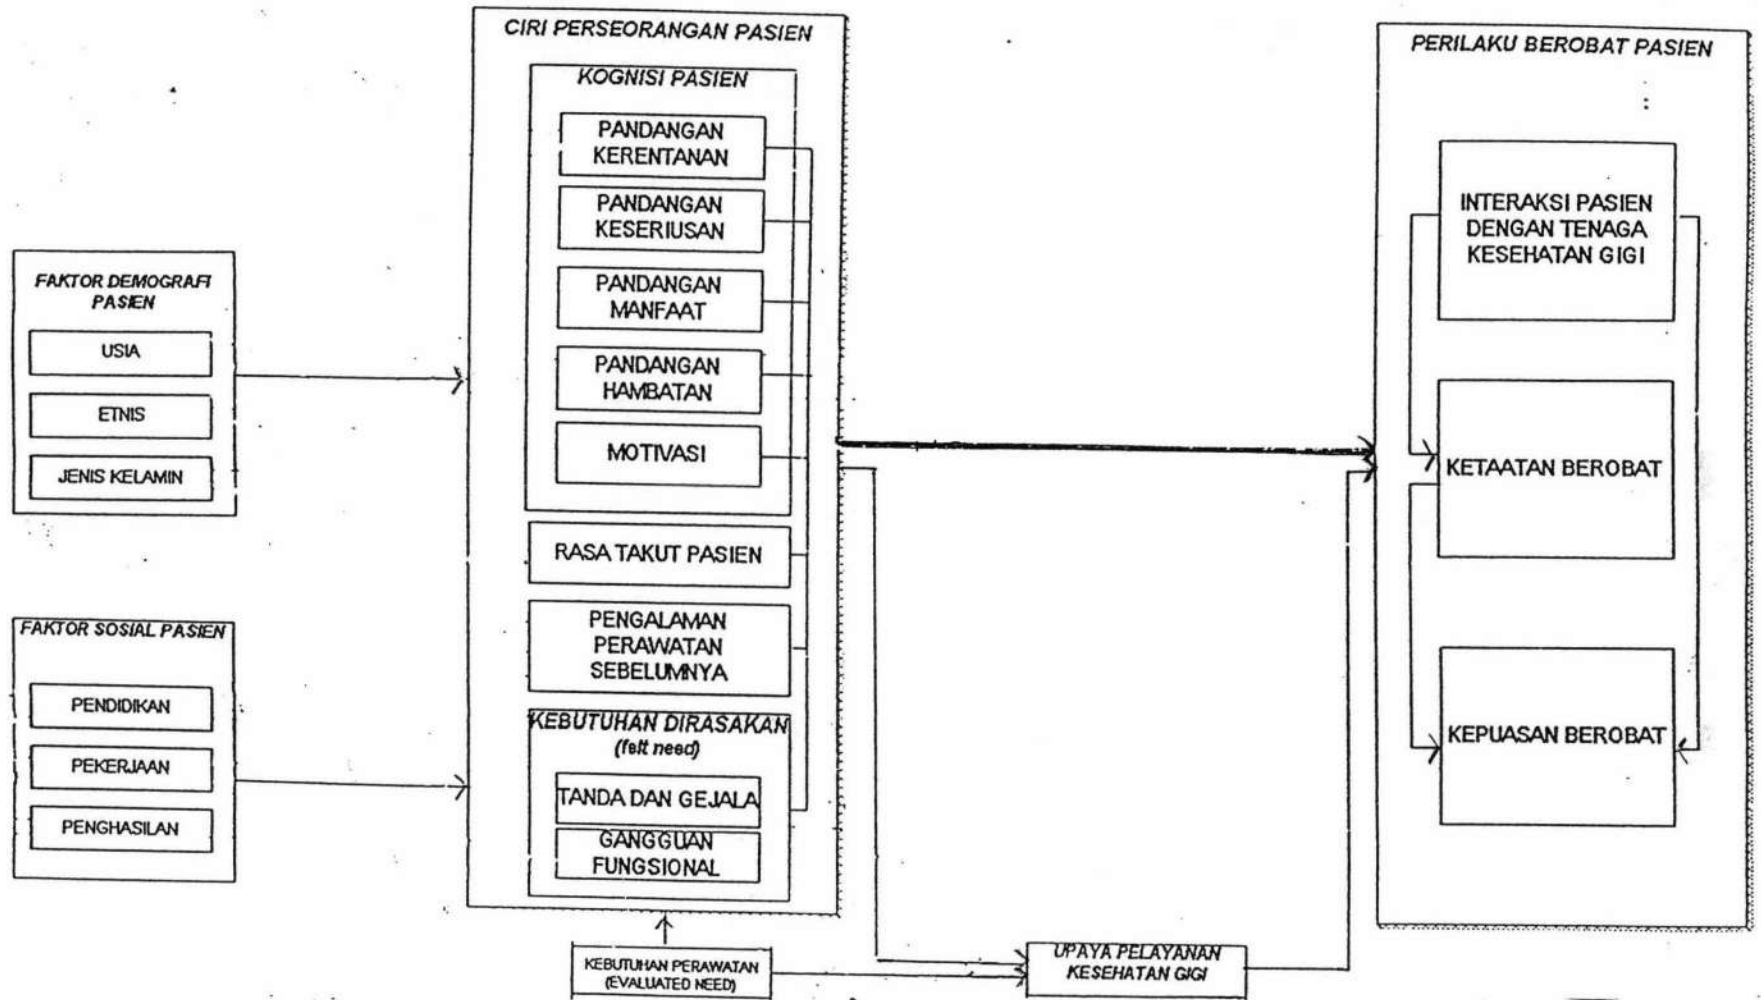 CIRI PERSEORANGAN PASIEN
KOGNISI PASIEN
PANDANGAN
KERENTANAN
PANDANGAN
KESERIUSAN
PANDANGAN
MANFAAT
PANDANGAN
HAMBATAN
MOTIVASI
RASA TAKUT PASIEN
PENGALAMAN
PERAWATAN
SEBELUMNYA
KEBUTUHAN DIRASAKAN
(felt need)
TANDA DAN GEJALA
GANGGUAN
FUNGSIONAL
FAKTOR DEMOGRAFI
PASIEN
USIA
ETNIS
JENIS KELAMIN
FAKTOR SOSIAL PASIEN
PENDIDIKAN
PEKERJAAN
PENGHASILAN
KEBUTUHAN PERAWATAN
(EVALUATED NEED)
UPAYA PELAYANAN
KESEHATAN GIGI
PERILAKU BEROBAT PASIEN
INTERAKSI PASIEN
DENGAN TENAGA
KESEHATAN GIGI
KETAATAN BEROBAT
KEPUASAN BEROBAT